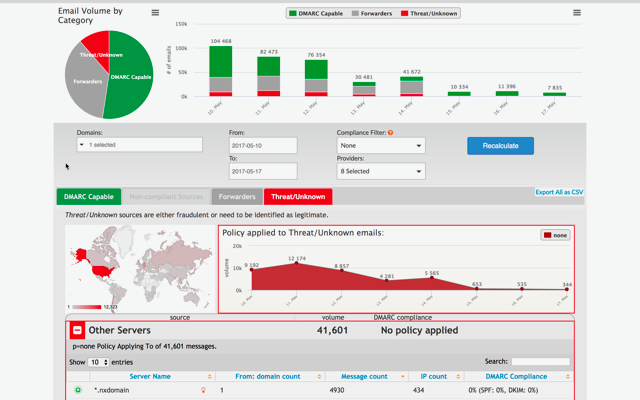 Email Volume by
Category
DMARC Capable
Forwarders
Threat/Unknown
DMARC Capable Forwarders Threat/Unknown
150k
100k
50k
0k
# of emails
104 468
82 473
76 354
30 481
41 672
10 334
11 396
7 835
10. May
11. May
12. May
13. May
14. May
15. May
16. May
17. May
Domains:
1 selected
From:
2017-05-10
To:
2017-05-17
Compliance Filter:
None
Providers:
8 Selected
Recalculate
DMARC Capable Non-compliant Sources Forwarders Threat/Unknown
Export All as CSV
Threat/Unknown sources are either fraudulent or need to be identified as legitimate.
Policy applied to Threat/Unknown emails:
none
20k
10k
0k
volume
9 192
12 174
8 857
4 281
5 565
653
535
344
10. May
11. May
12. May
13. May
14. May
15. May
16. May
17. May
source volume DMARC compliance
Other Servers 41,601 No policy applied
p=none Policy Applying To of 41,601 messages.
Show 10 entries Search:
Server Name From: domain count Message count IP count DMARC Compliance
*.nxdomain 1 4930 434 0% (SPF: 0%, DKIM: 0%)